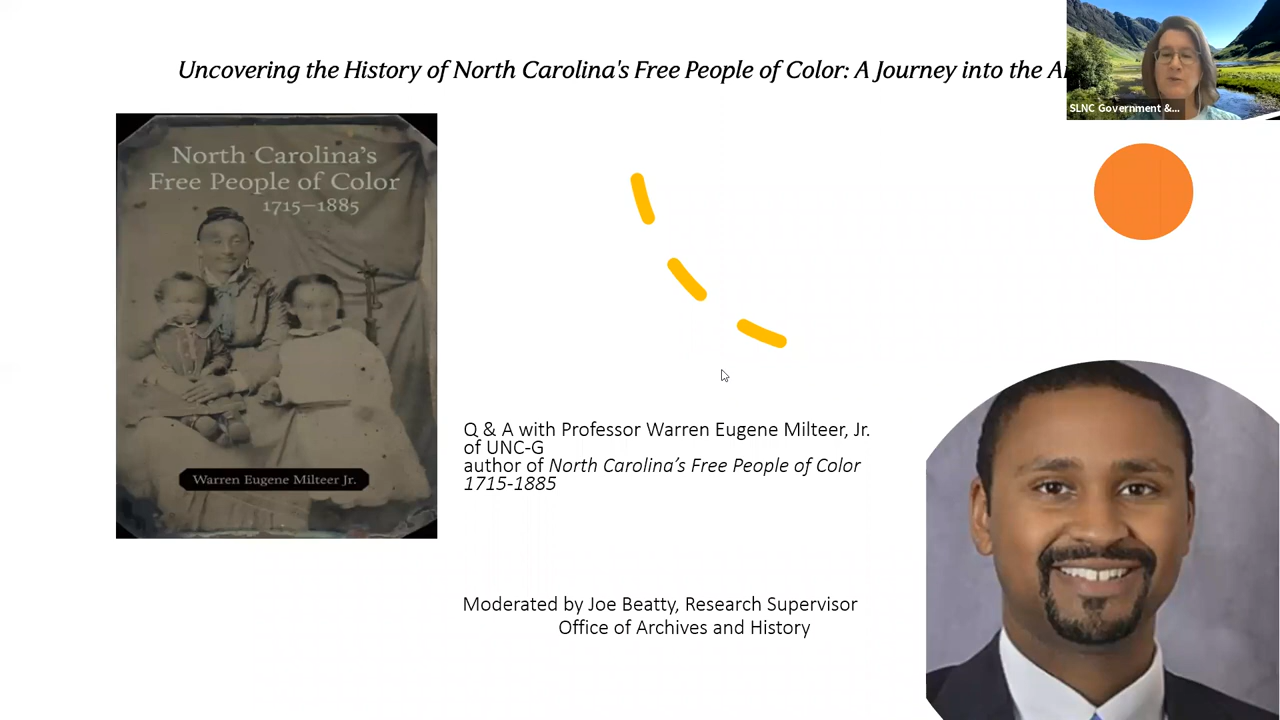 Uncovering the History of North Carolina's Free People of Color: A Journey into the
SLNC Government &...
North Carolina's
Free People of Color
1715–1885
Warren Eugene Milteer Jr.
Q & A with Professor Warren Eugene Milteer, Jr.
of UNC-G
author of North Carolina’s Free People of Color
1715-1885
Moderated by Joe Beatty, Research Supervisor
Office of Archives and History